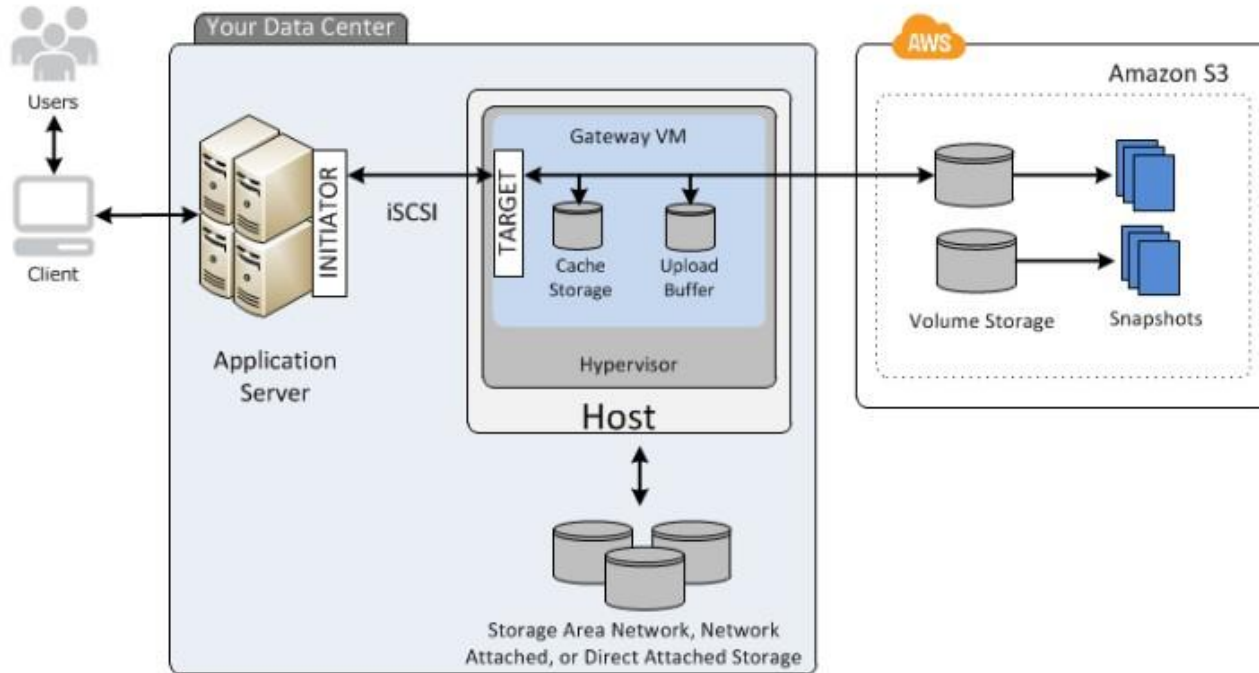 Your Data Center
AWS
Users
Amazon S3
Gateway VM
INITIATOR
iSCSI
TARGET
Cache
Storage
Upload
Buffer
Client
Volume Storage
Snapshots
Application
Server
Hypervisor
Host
Storage Area Network, Network
Attached, or Direct Attached Storage